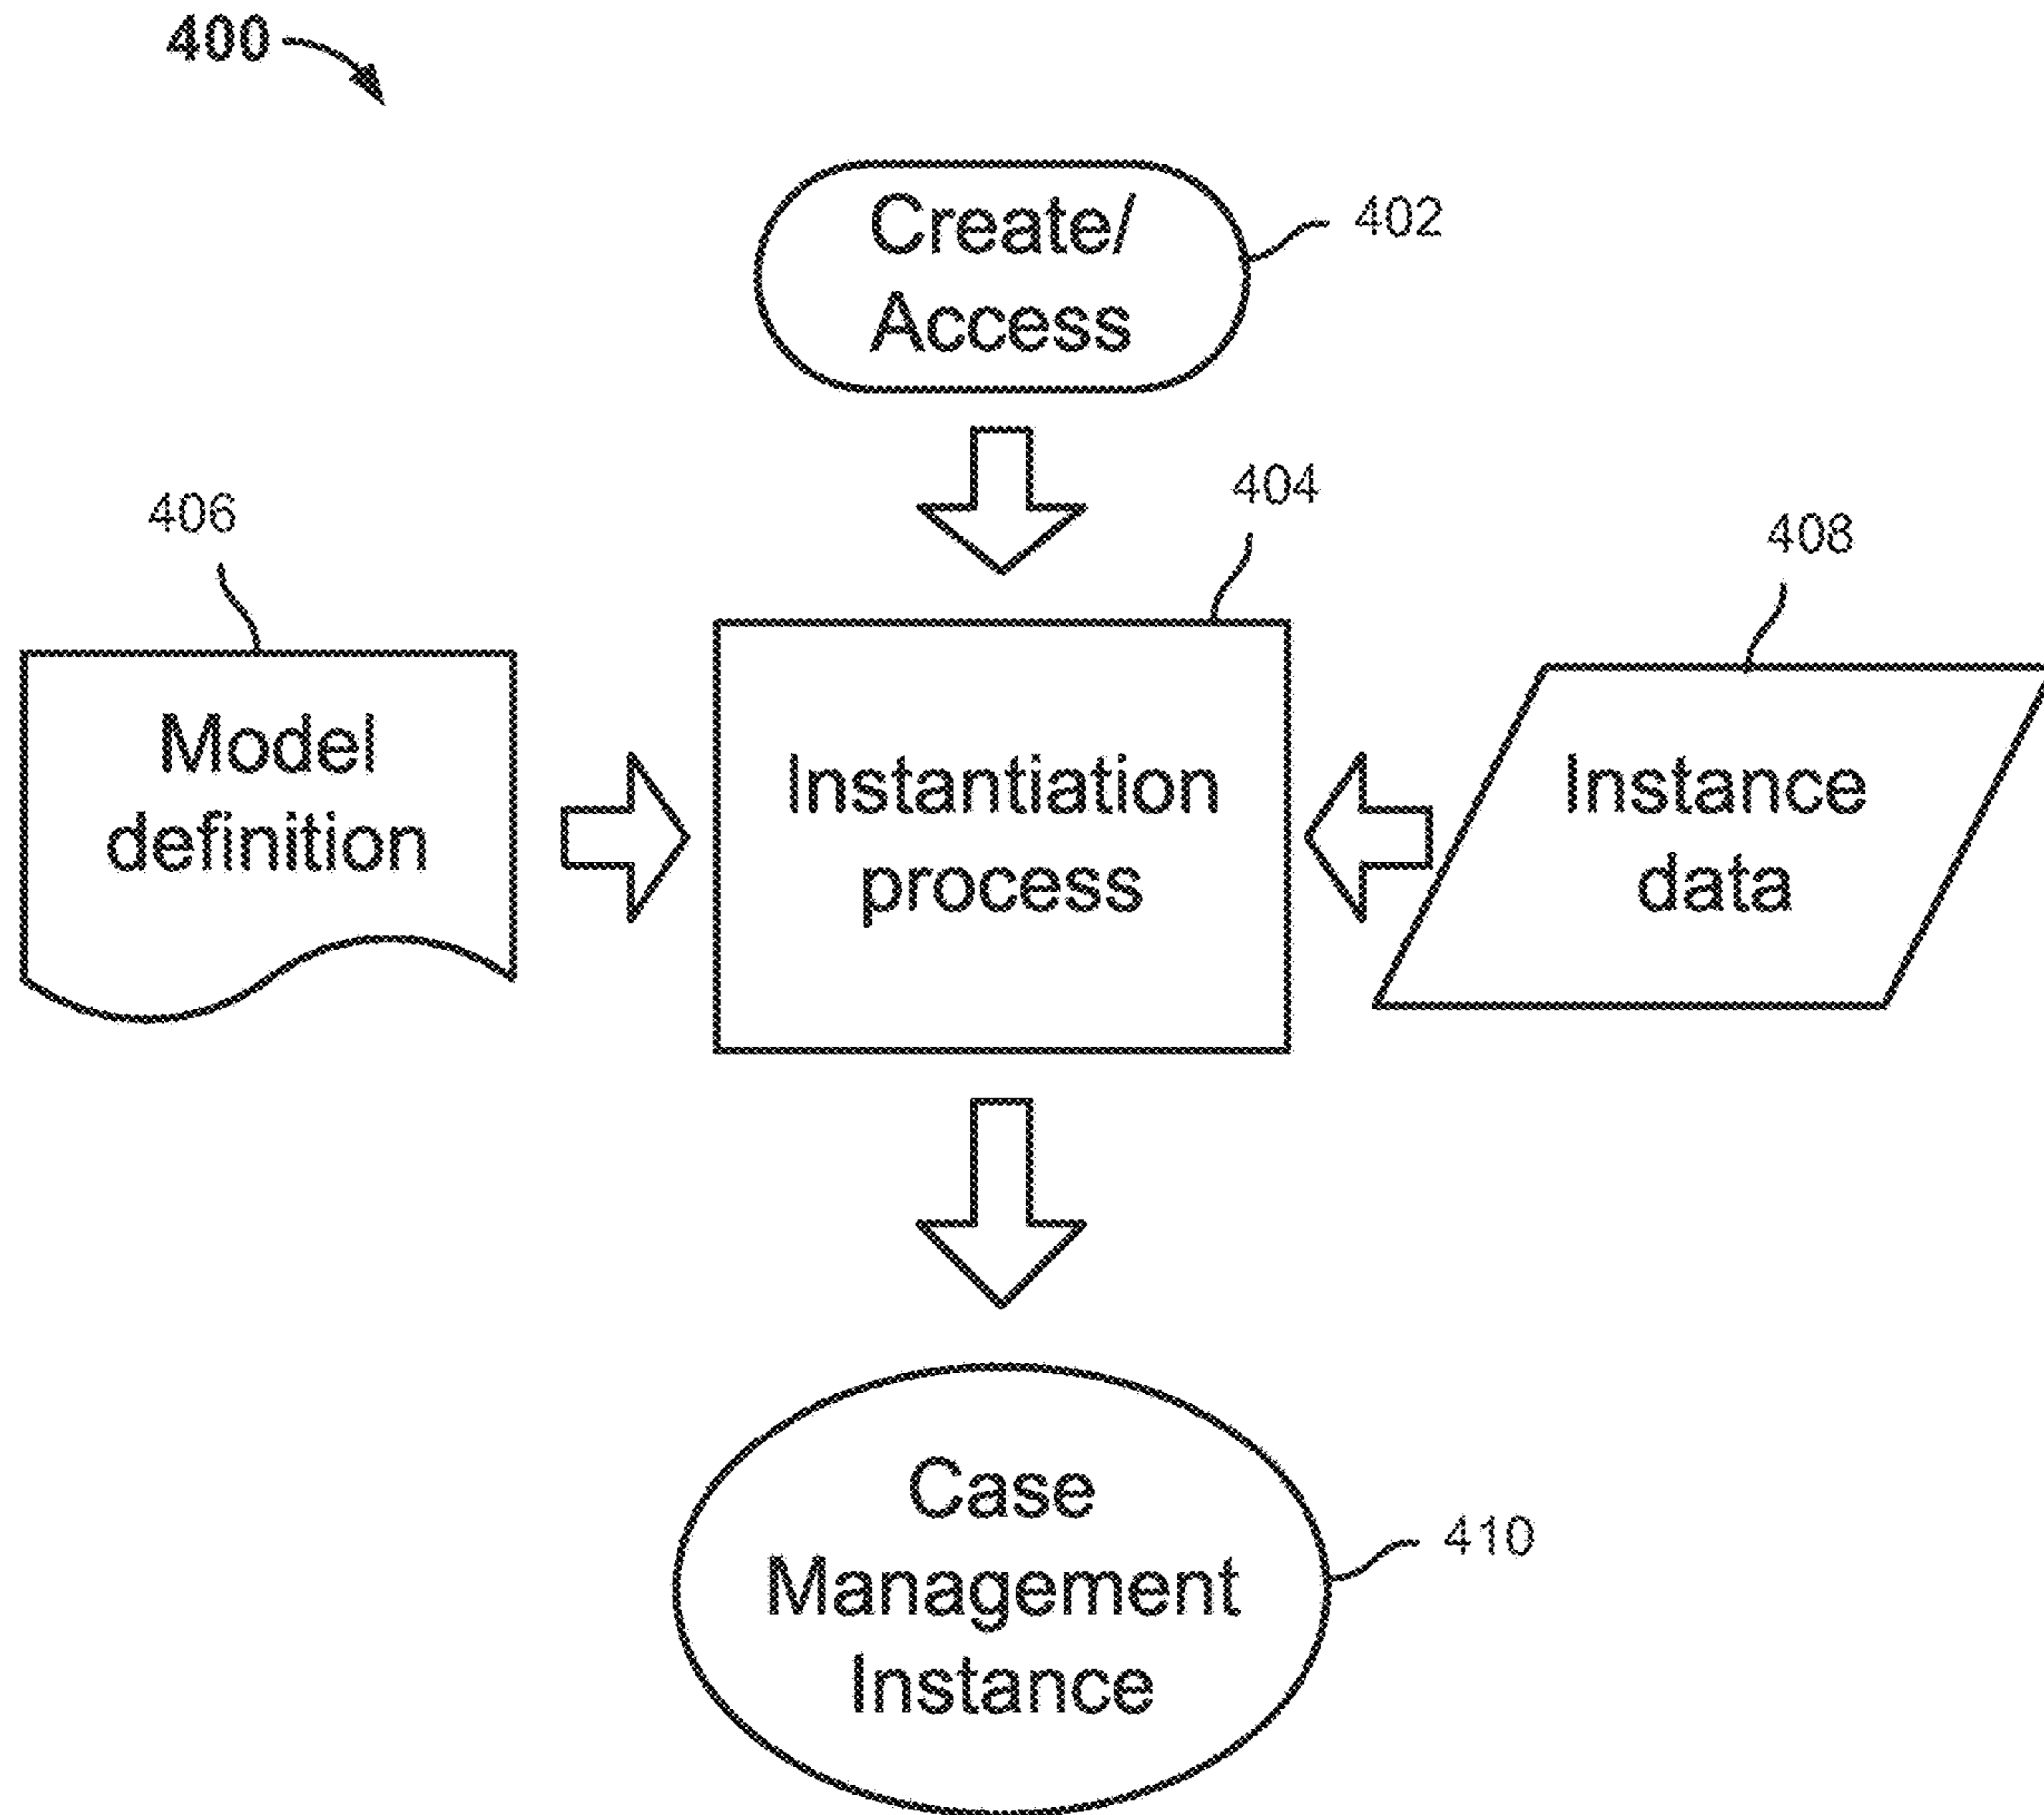 400
Create/
Access
402
404
406
408
Model
definition
Instantiation
process
Instance
data
Case
Management
Instance
410